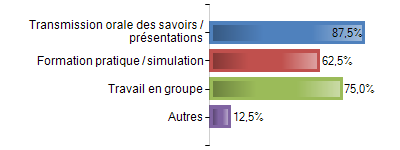 Transmission orale des savoirs /
présentations
87,5%
Formation pratique / simulation
62,5%
Travail en groupe
75,0%
Autres
12,5%